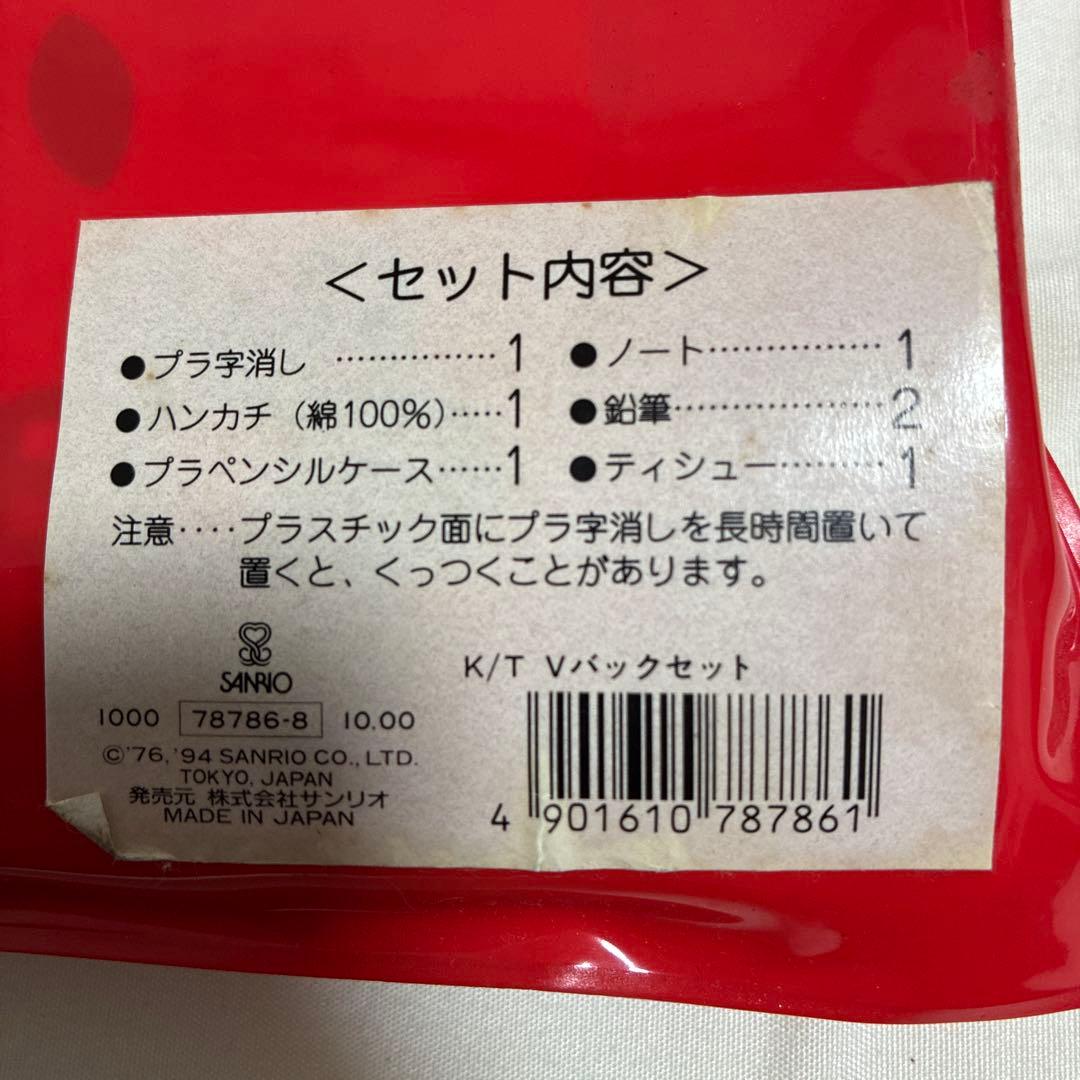 ＜セット内容＞
●プラ字消し ……………1
●ノート……………1
●ハンカチ（綿100％）……1
●鉛筆…………………2
●プラペンシルケース……1
●ティシュー………1
注意‥‥プラスチック面にプラ字消しを長時間置いて
置くと、くっつくことがあります。
SANRIO
K/T Vバックセット
1000 78786-8 10.00
©'76,'94 SANRIO CO.,LTD.
TOKYO, JAPAN
発売元 株式会社サンリオ
MADE IN JAPAN
4 901610 787861